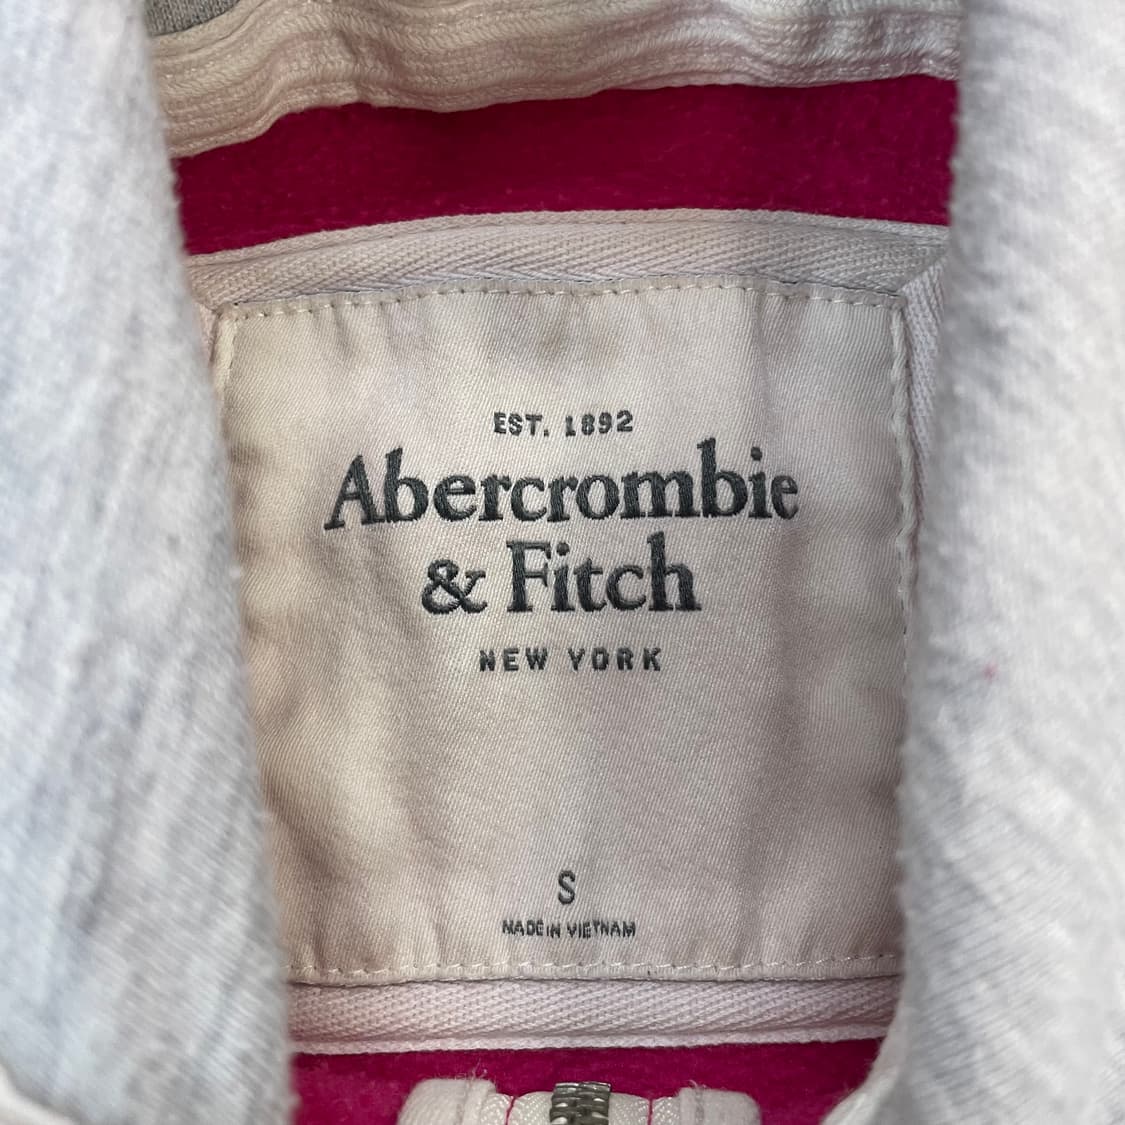 EST. 1892
Abercrombie
& Fitch
NEW YORK
S
MADE IN VIETNAM